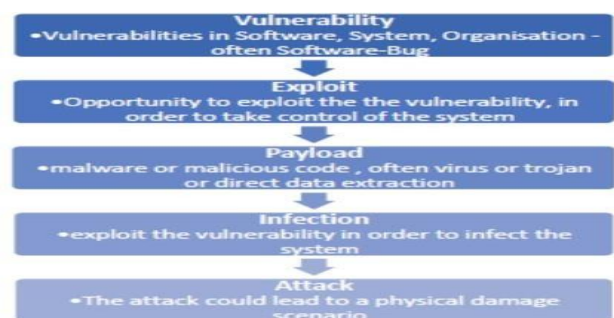 Vulnerability
•Vulnerabilities in Software, System, Organisation -
often Software-Bug
Exploit
•Opportunity to exploit the the vulnerability, in
order to take control of the system
Payload
•malware or malicious code , often virus or trojan
or direct data extraction
Infection
•exploit the vulnerability in order to infect the
system
Attack
•The attack could lead to a physical damage
scenario